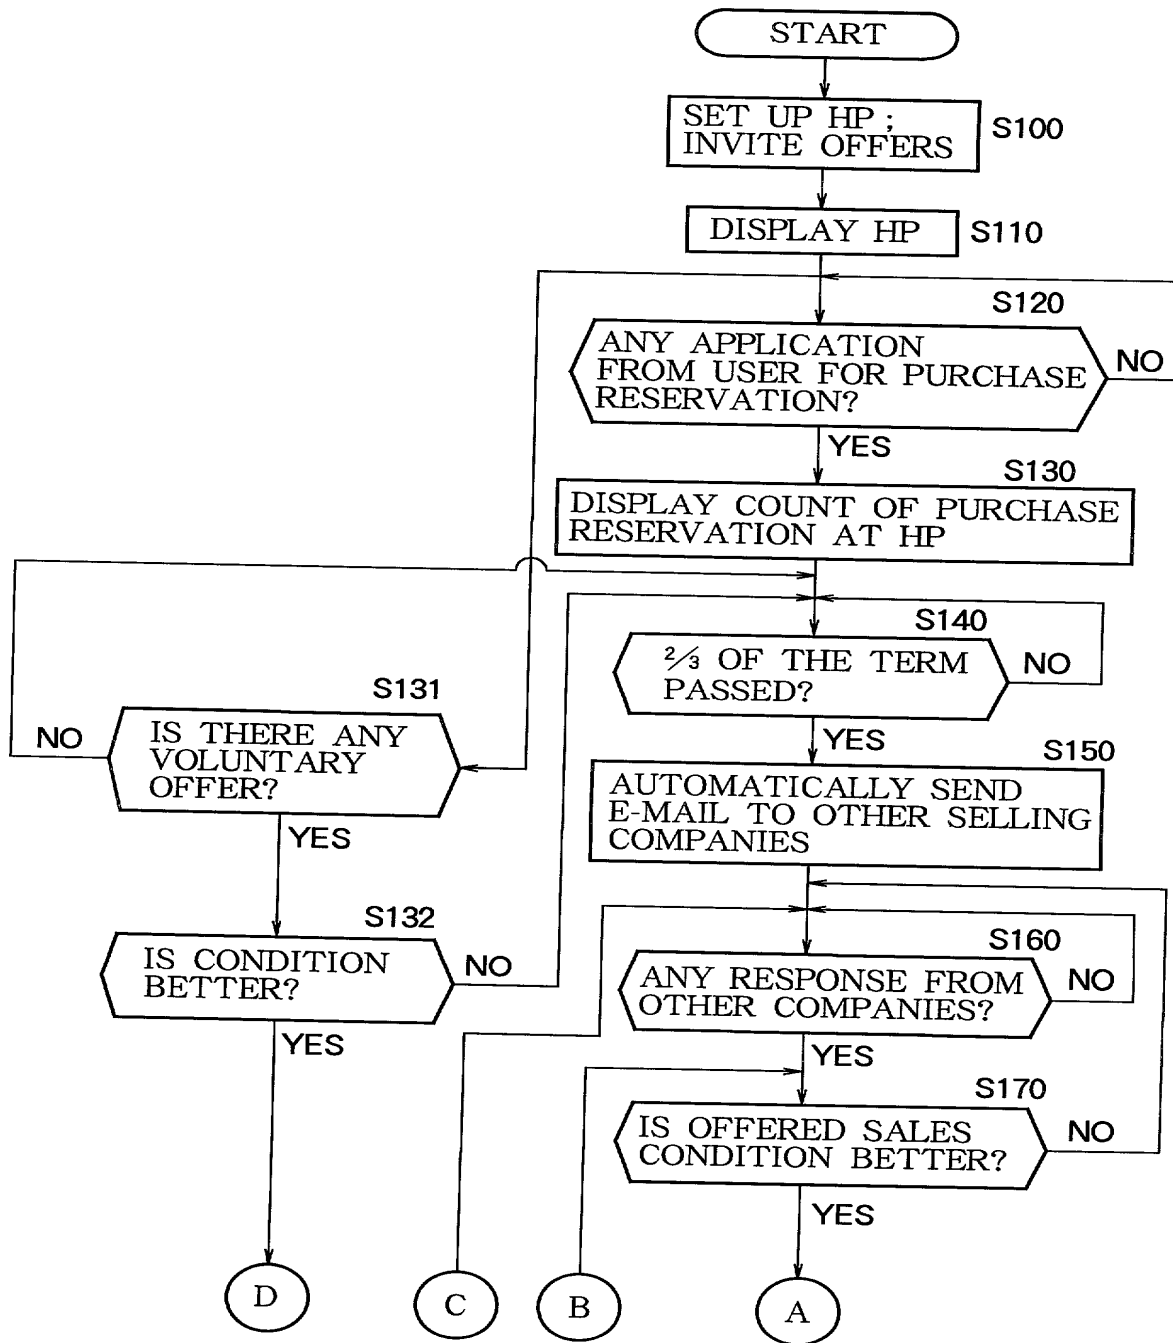 START
SET UP HP ;
INVITE OFFERS
S100
DISPLAY HP
S110
S120
ANY APPLICATION
FROM USER FOR PURCHASE
RESERVATION?
NO
YES
S130
DISPLAY COUNT OF PURCHASE
RESERVATION AT HP
S140
⅔ OF THE TERM
PASSED?
NO
YES
S131
IS THERE ANY
VOLUNTARY
OFFER?
NO
YES
S150
AUTOMATICALLY SEND
E-MAIL TO OTHER SELLING
COMPANIES
S132
IS CONDITION
BETTER?
NO
YES
S160
ANY RESPONSE FROM
OTHER COMPANIES?
NO
YES
S170
IS OFFERED SALES
CONDITION BETTER?
NO
YES
D
C
B
A